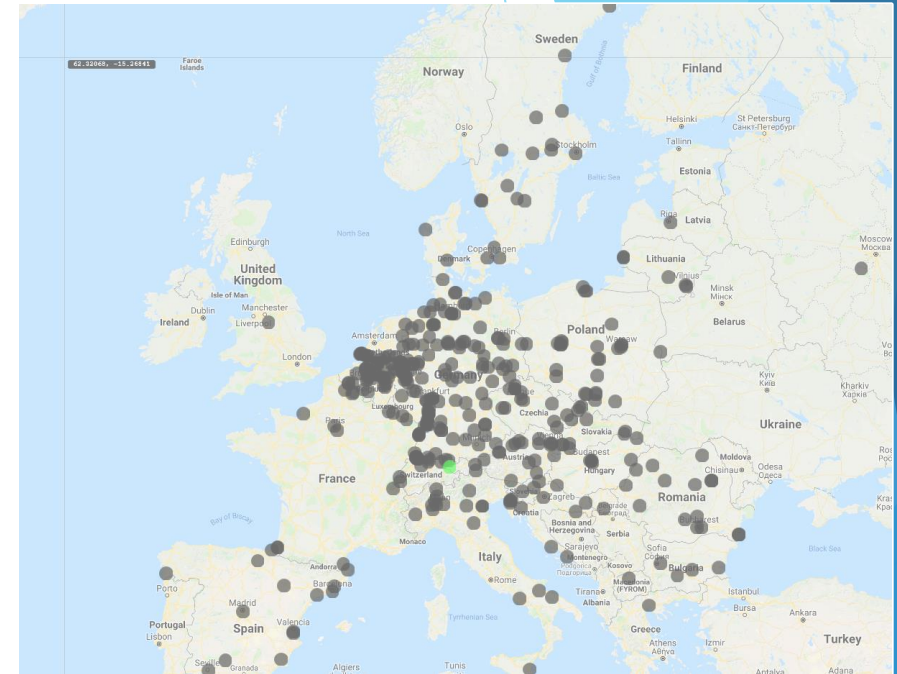 Sweden
62.32068, -15.26841
Faroe
Islands
Norway
Finland
Gulf of Bothnia
Oslo
Helsinki
St Petersburg
Санкт-Петербург
Stockholm
Tallinn
Estonia
Baltic Sea
Riga
Latvia
North Sea
Edinburgh
Copenhagen
Denmark
Moscow
Москва
Lithuania
Vilnius
United
Kingdom
Isle of Man
Minsk
Мінск
Manchester
Dublin
Liverpool
Ireland
Belarus
Berlin
Poland
Warsaw
Amsterdam
London
Germany
Kyiv
Київ
Kharkiv
Харків
Luxembourg
Czechia
Paris
Ukraine
Slovakia
Austria
Budapest
Moldova
Chisinau
Odesa
Одеса
Switzerland
Hungary
France
Romania
Zagreb
Croatia
Bay of Biscay
Bosnia and
Herzegovina
Serbia
Monaco
Sarajevo
Sofia
Black Sea
Italy
Montenegro
Kosovo
Bulgaria
Andorra
Porto
Barcelona
Rome
Macedonia
(FYROM)
Istanbul
Tirana
Albania
Bursa
Ankara
Madrid
Portugal
Lisbon
Spain
Valencia
Tyrrhenian Sea
Greece
Athens
Αθήνα
Izmir
Turkey
Granada
Algiers
Tunis
Antalya
Adana